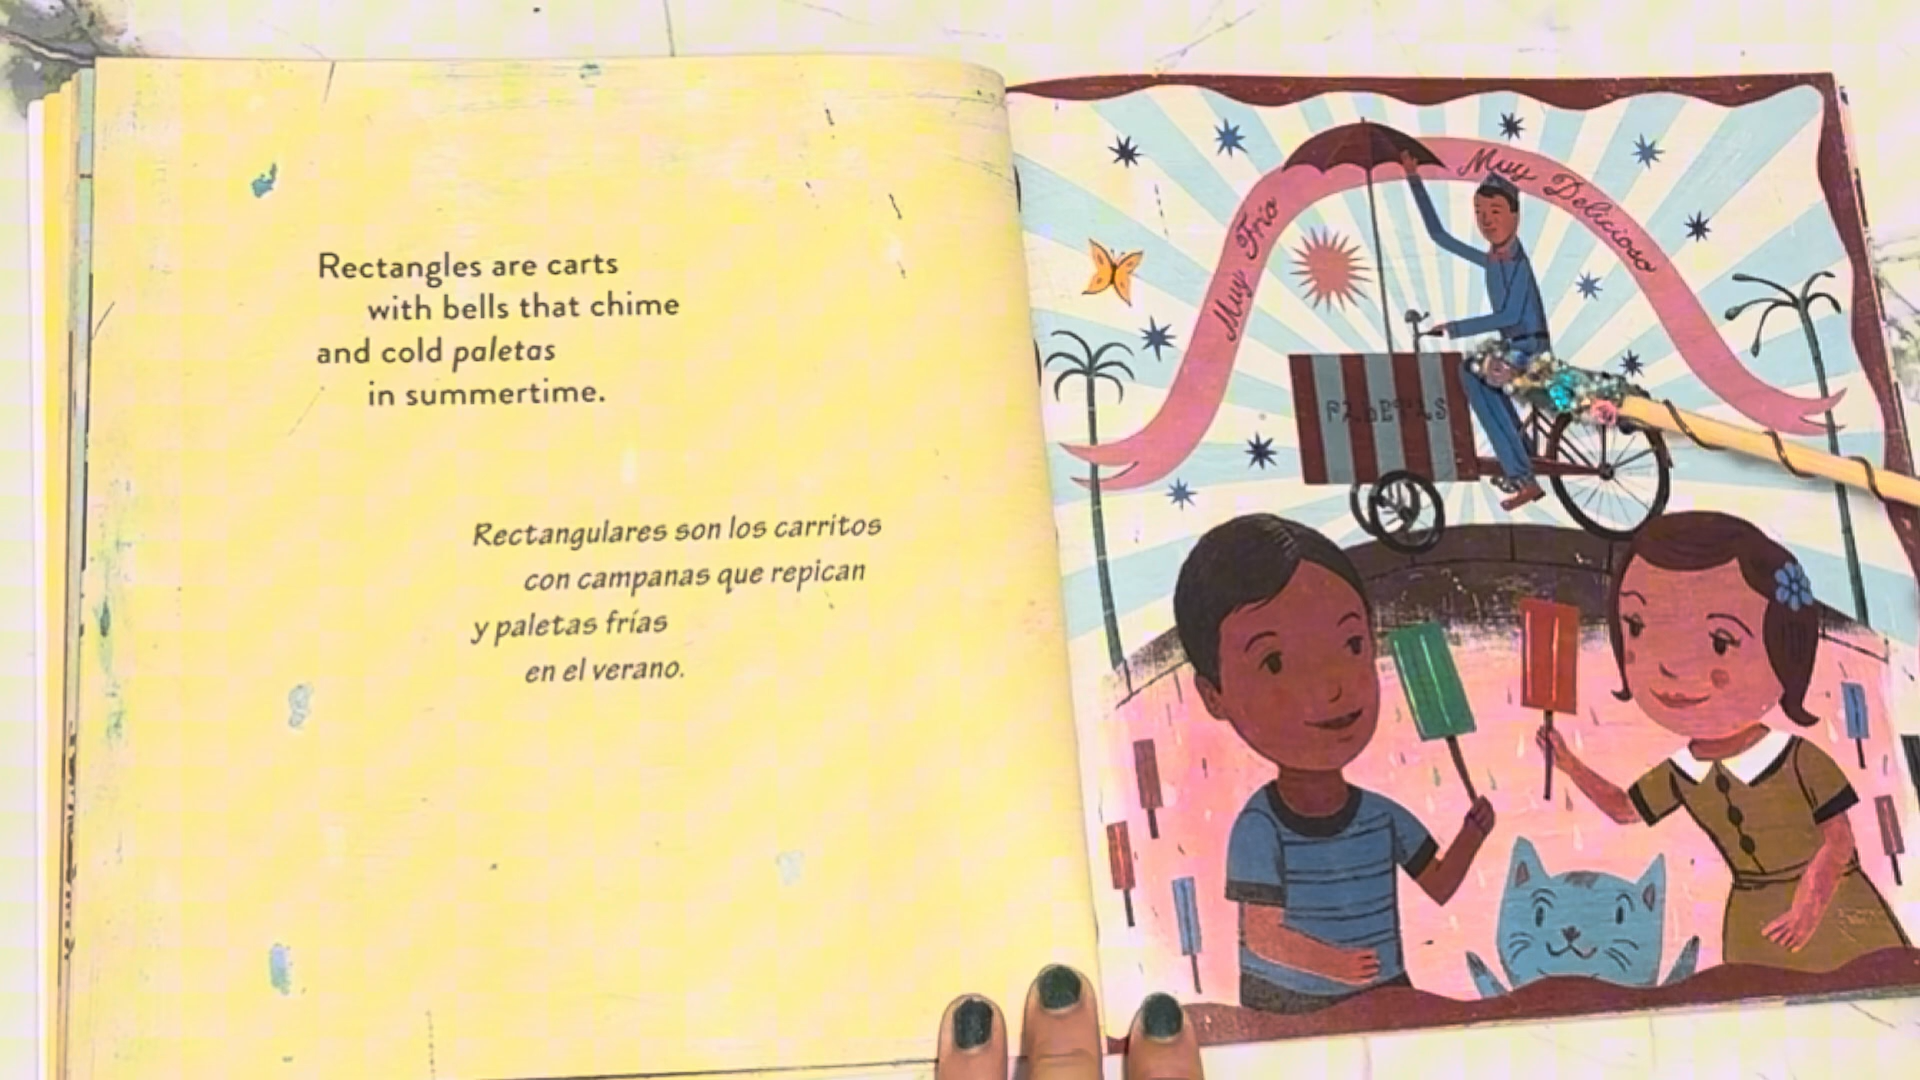 Rectangles are carts
with bells that chime
and cold paletas
in summertime.
Rectangulares son los carritos
con campanas que repican
y paletas frías
en el verano.
Muy Frio
Muy Delicioso
PALETAS